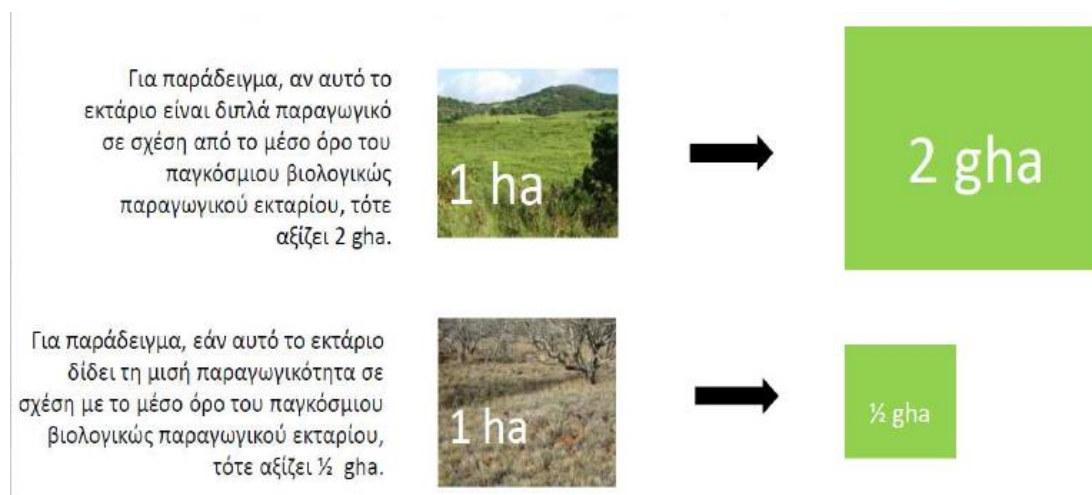 Για παράδειγμα, αν αυτό το
εκτάριο είναι διπλά παραγωγικό
σε σχέση από το μέσο όρο του
παγκόσμιου βιολογικώς
παραγωγικού εκταρίου, τότε
αξίζει 2 gha.
1 ha
2 gha
Για παράδειγμα, εάν αυτό το εκτάριο
δίδει τη μισή παραγωγικότητα σε
σχέση με το μέσο όρο του παγκόσμιου
βιολογικώς παραγωγικού εκταρίου,
τότε αξίζει ½ gha.
1 ha
½ gha